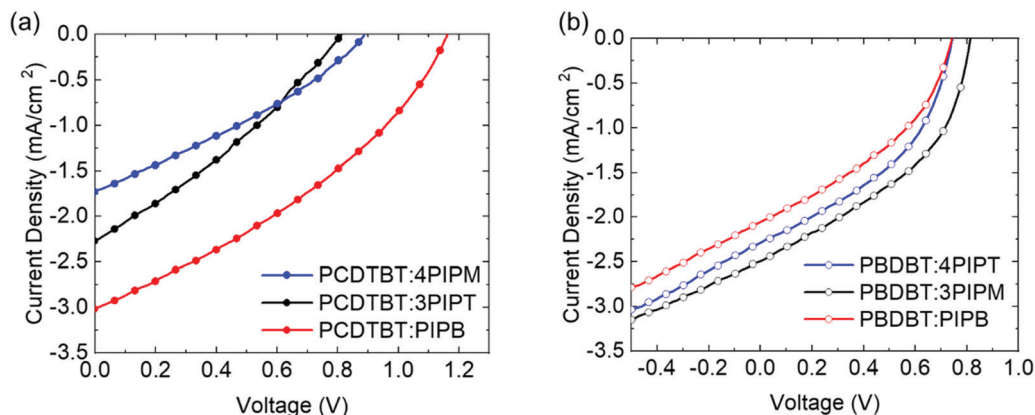 (a)
0.0
-0.5
-1.0
-1.5
-2.0
-2.5
-3.0
-3.5
Current Density (mA/cm²)
PCDTBT:4PIPM
PCDTBT:3PIPT
PCDTBT:PIPB
0.0 0.2 0.4 0.6 0.8 1.0 1.2
Voltage (V)
(b)
0.0
-0.5
-1.0
-1.5
-2.0
-2.5
-3.0
-3.5
Current Density (mA/cm²)
PBDBT:4PIPT
PBDBT:3PIPM
PBDBT:PIPB
-0.4 -0.2 0.0 0.2 0.4 0.6 0.8 1.0
Voltage (V)